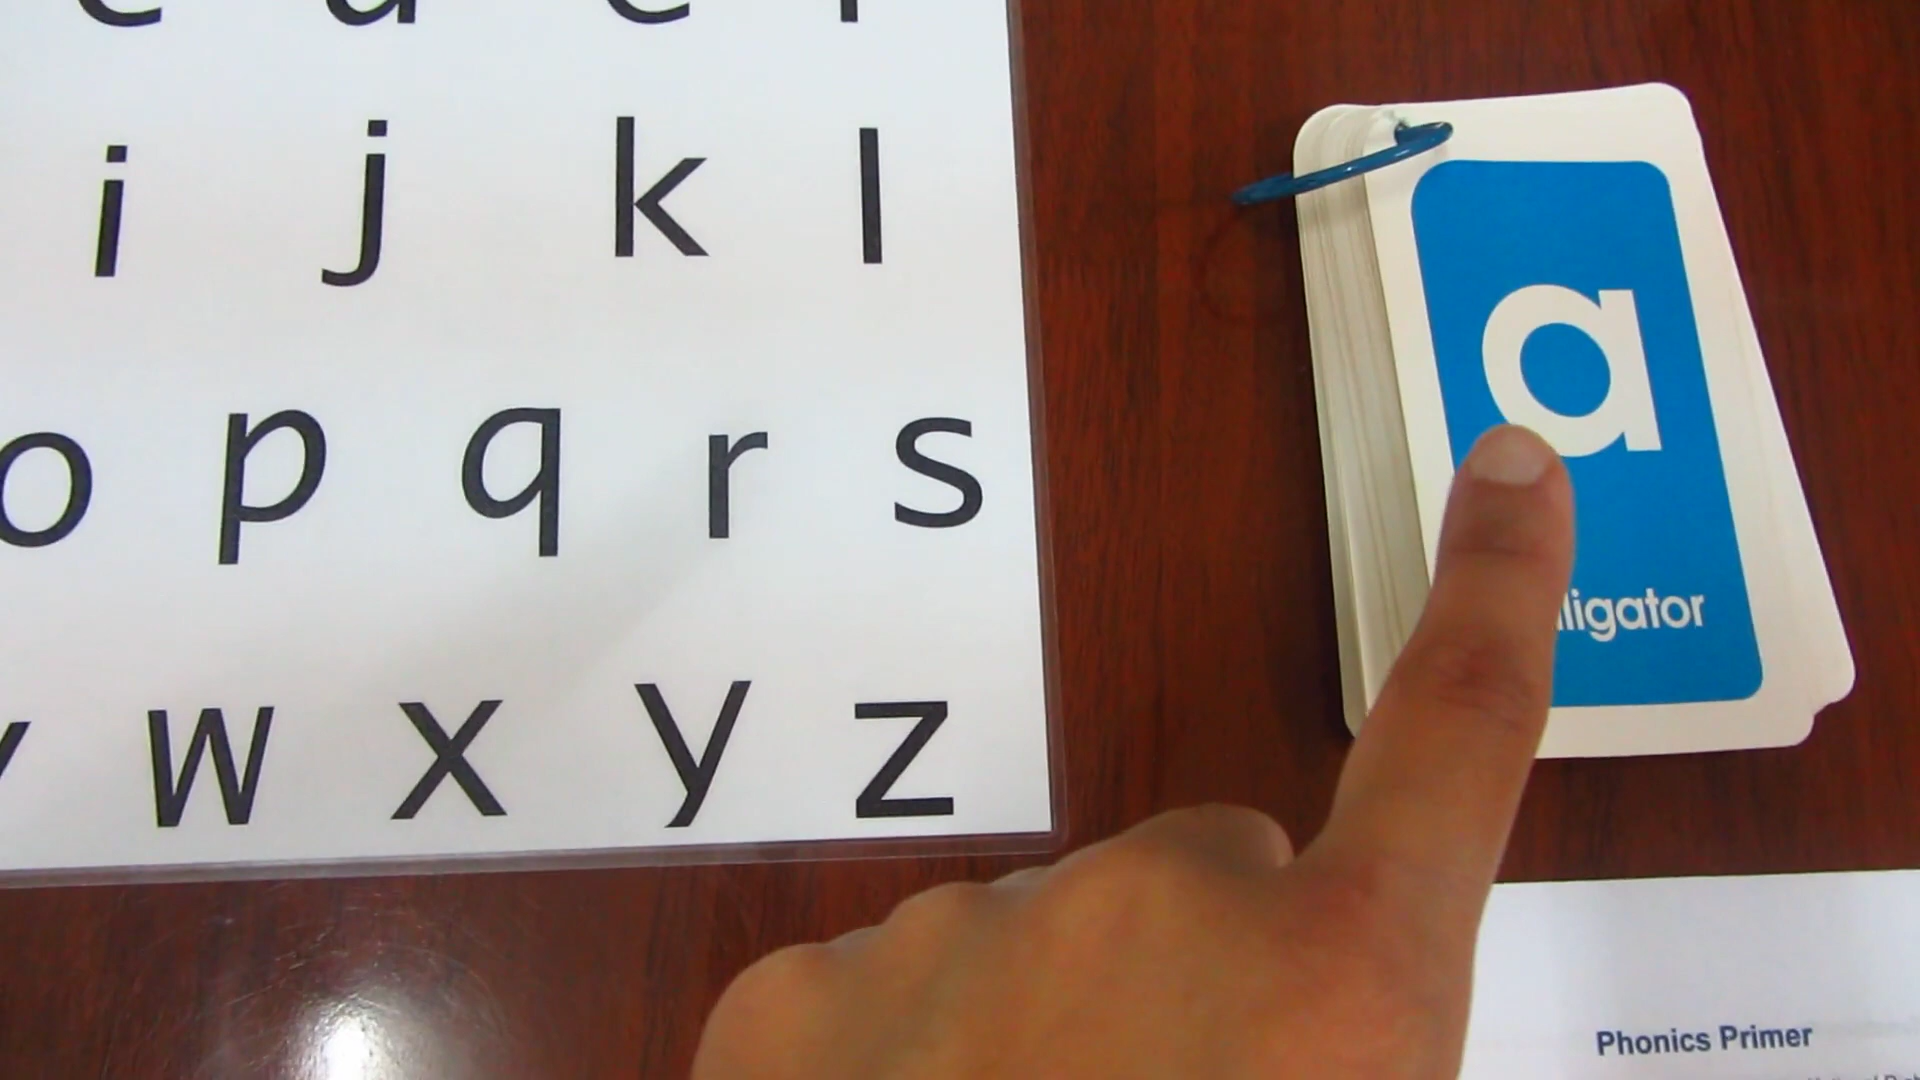 i j k l
o p q r s
w x y z
a
lligator
Phonics Primer